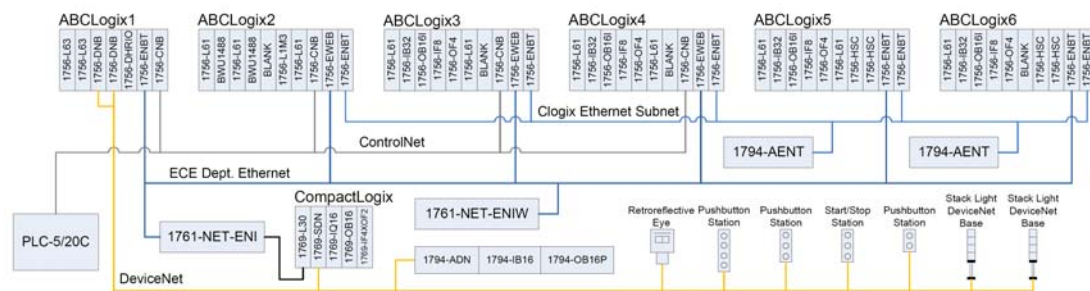 ABCLogix1
1756-L63
1756-L63
1756-DNB
1756-DNB
1756-DHRIO
1756-ENBT
1756-CNB
ABCLogix2
1756-L61
BWU1488
1756-L61
BWU1488
BLANK
1756-L1M3
1756-CNB
1756-EWEB
1756-ENBT
ABCLogix3
1756-L61
1756-IB32
1756-OB16I
1756-IF8
1756-OF4
1756-L61
BLANK
1756-CNB
1756-EWEB
1756-ENBT
ABCLogix4
1756-L61
1756-IB32
1756-OB16I
1756-IF8
1756-OF4
1756-L61
BLANK
1756-CNB
1756-EWEB
1756-ENBT
ABCLogix5
1756-L61
1756-IB32
1756-OB16I
1756-IF8
1756-OF4
1756-L61
1756-HSC
1756-HSC
1756-ENBT
1756-ENBT
ABCLogix6
1756-L61
1756-IB32
1756-OB16I
1756-IF8
1756-OF4
BLANK
1756-HSC
1756-HSC
1756-ENBT
1756-ENBT
Clogix Ethernet Subnet
ControlNet
1794-AENT
1794-AENT
ECE Dept. Ethernet
CompactLogix
1769-L30
1769-SDN
1769-IQ16
1769-OB16
1769-IF4XOF2
PLC-5/20C
1761-NET-ENI
1761-NET-ENIW
Retroreflective
Eye
Pushbutton
Station
Pushbutton
Station
Start/Stop
Station
Pushbutton
Station
Stack Light
DeviceNet
Base
Stack Light
DeviceNet
Base
DeviceNet
1794-ADN
1794-IB16
1794-OB16P